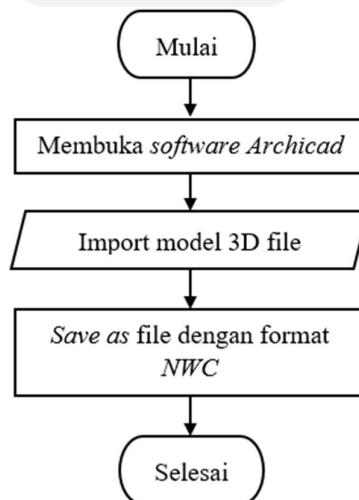 Mulai
Membuka software Archicad
Import model 3D file
Save as file dengan format
NWC
Selesai